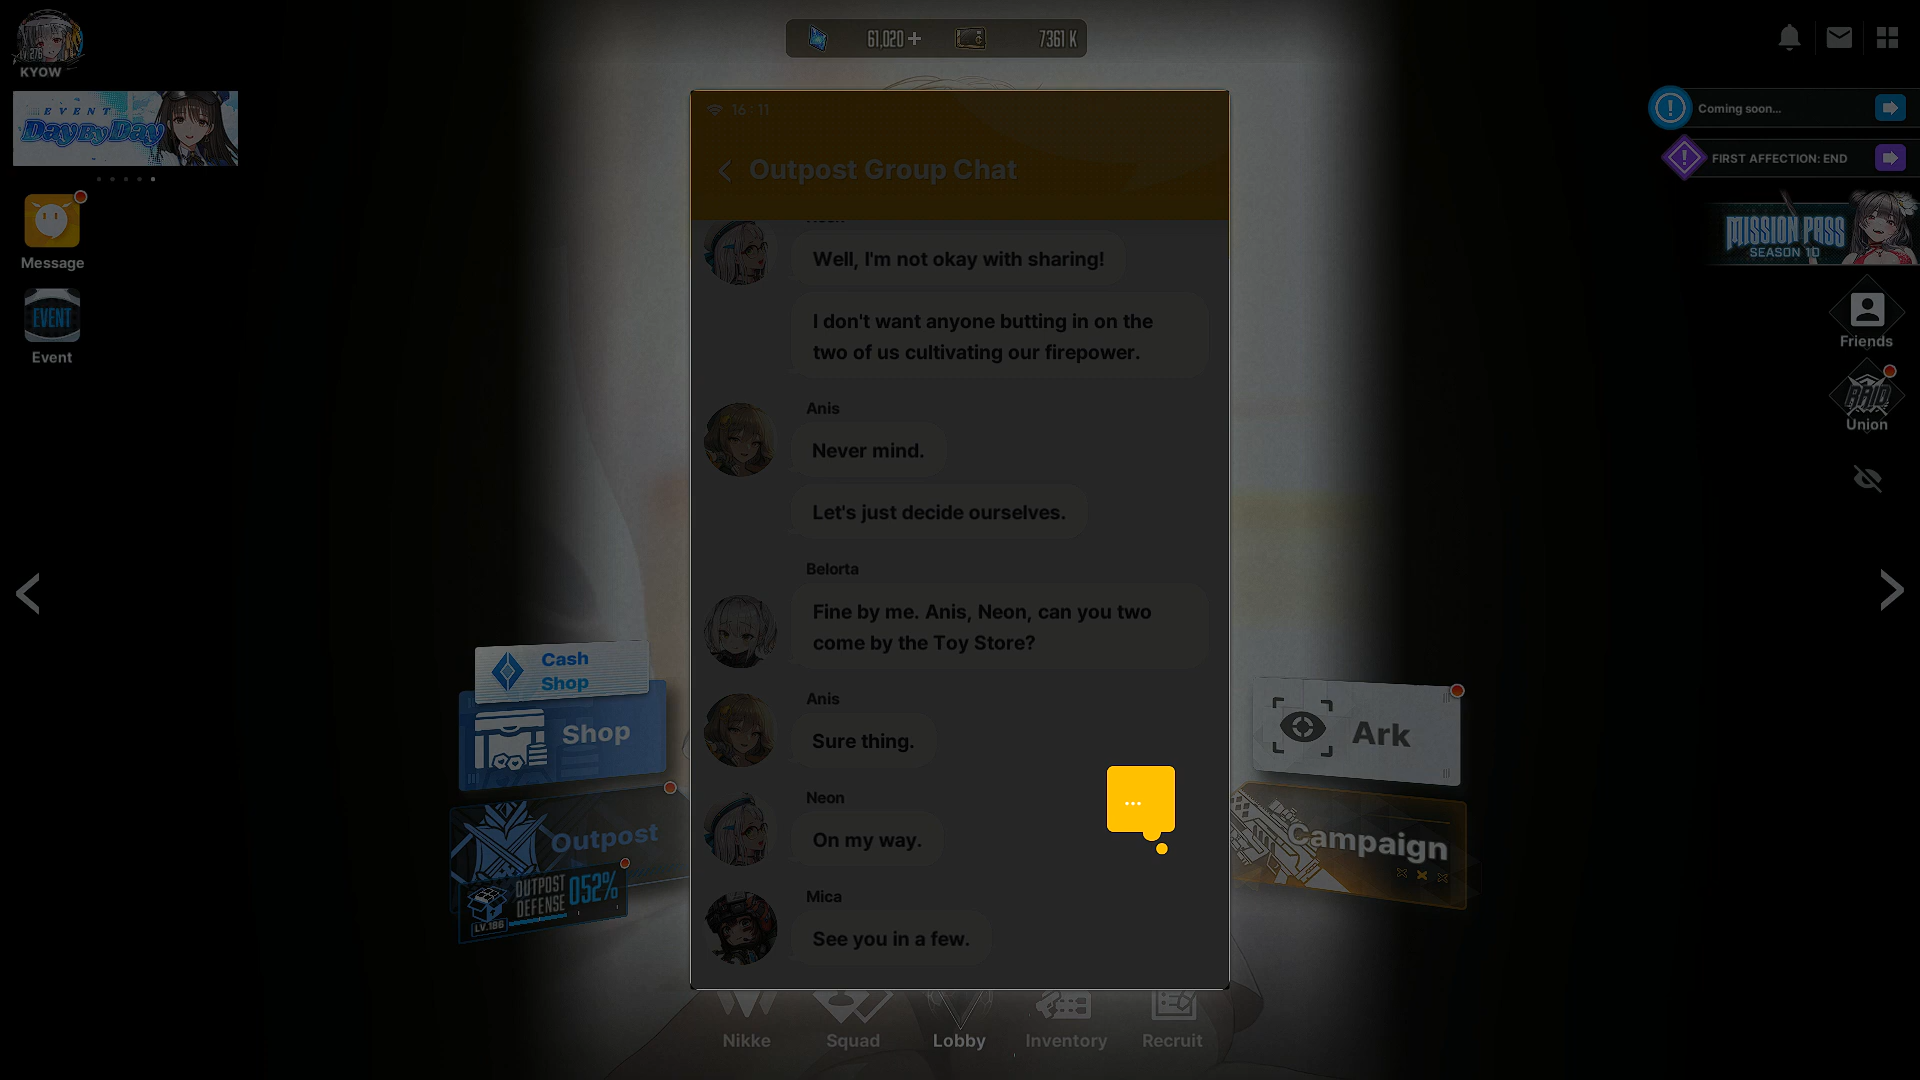 LV.276
KYOW
61,020
7361 K
EVENT
Day By Day
Message
EVENT
Event
Coming soon...
FIRST AFFECTION: END
MISSION PASS
SEASON 10
Friends
RAID
Union
16:11
Outpost Group Chat
Neon
Well, I'm not okay with sharing!
I don't want anyone butting in on the
two of us cultivating our firepower.
Anis
Never mind.
Let's just decide ourselves.
Belorta
Fine by me. Anis, Neon, can you two
come by the Toy Store?
Anis
Sure thing.
...
Neon
On my way.
Mica
See you in a few.
Cash
Shop
Shop
Outpost
OUTPOST
DEFENSE
052%
LV.186
Ark
Campaign
Nikke
Squad
Lobby
Inventory
Recruit